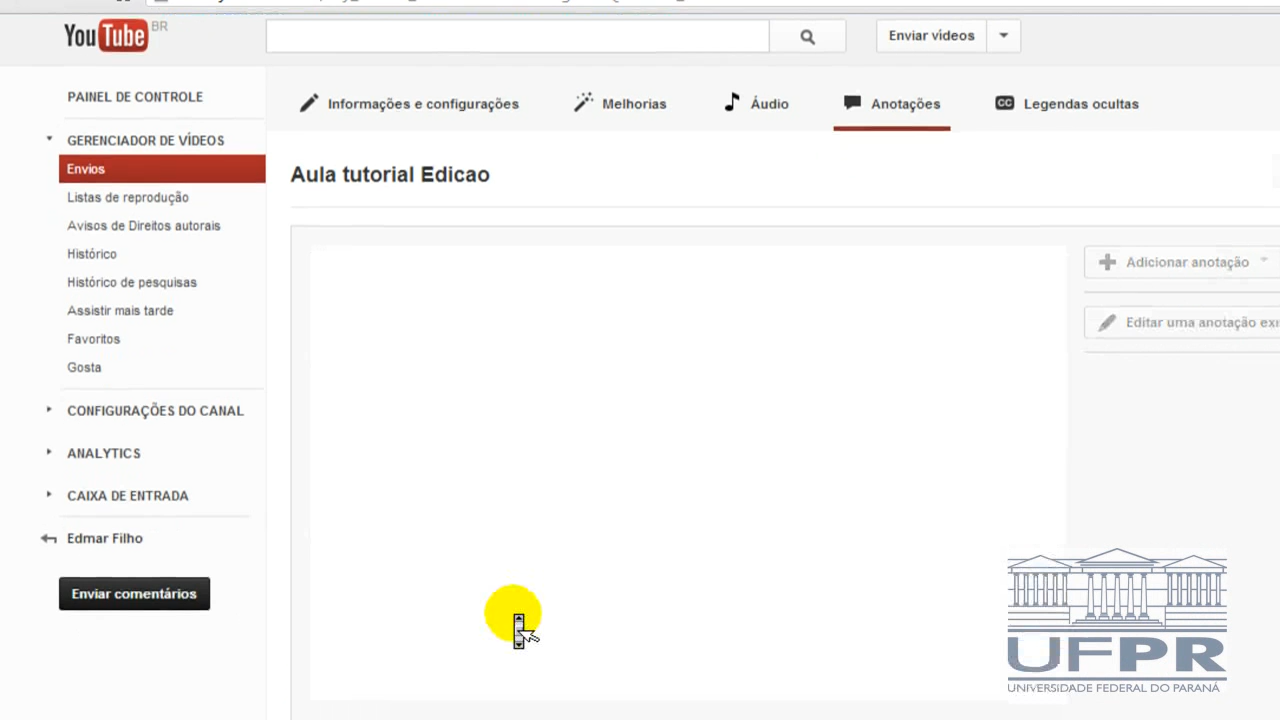 YouTube BR
Enviar vídeos
PAINEL DE CONTROLE
GERENCIADOR DE VÍDEOS
Envios
Listas de reprodução
Avisos de Direitos autorais
Histórico
Histórico de pesquisas
Assistir mais tarde
Favoritos
Gosta
CONFIGURAÇÕES DO CANAL
ANALYTICS
CAIXA DE ENTRADA
Edmar Filho
Enviar comentários
Informações e configurações
Melhorias
Áudio
Anotações
CC Legendas ocultas
Aula tutorial Edicao
Adicionar anotação
Editar uma anotação
UFPR
UNIVERSIDADE FEDERAL DO PARANÁ